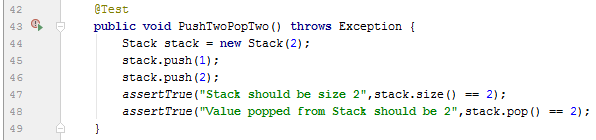 42 @Test
43 public void PushTwoPopTwo() throws Exception {
44 Stack stack = new Stack(2);
45 stack.push(1);
46 stack.push(2);
47 assertTrue("Stack should be size 2",stack.size() == 2);
48 assertTrue("Value popped from Stack should be 2",stack.pop() == 2);
49 }